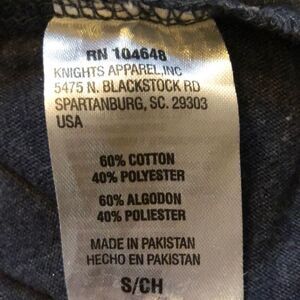 RN 104648
KNIGHTS APPAREL,INC
5475 N. BLACKSTOCK RD
SPARTANBURG, SC. 29303
USA
60% COTTON
40% POLYESTER
60% ALGODON
40% POLIESTER
MADE IN PAKISTAN
HECHO EN PAKISTAN
S/CH